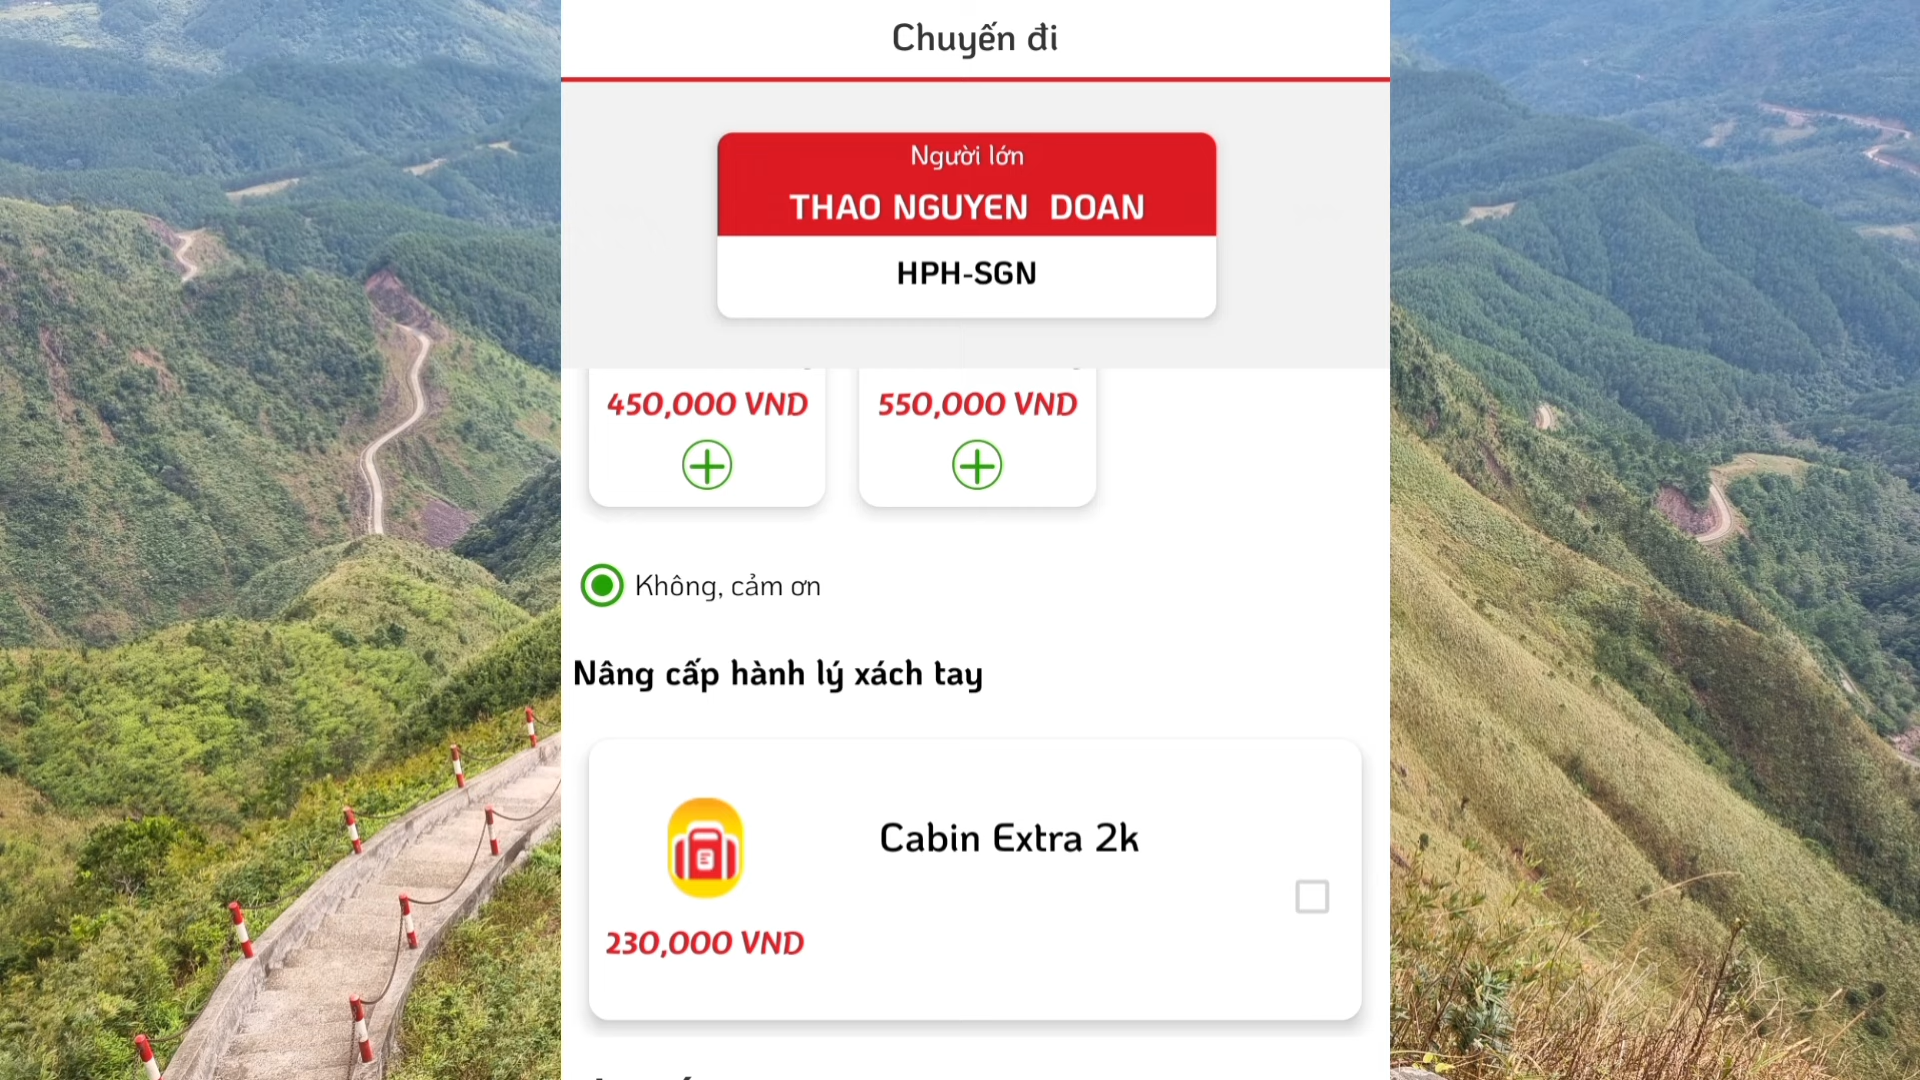 Chuyến đi
Người lớn
THAO NGUYEN DOAN
HPH-SGN
450,000 VND
550,000 VND
Không, cảm ơn
Nâng cấp hành lý xách tay
Cabin Extra 2k
230,000 VND